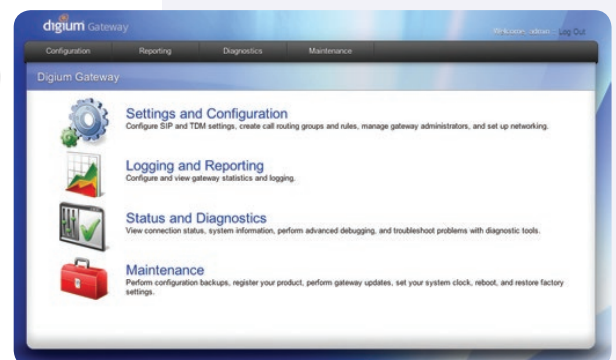 digium Gateway
Welcome, admin :: Log Out
Configuration Reporting Diagnostics Maintenance
Digium Gateway
Settings and Configuration
Configure SIP and TDM settings, create call routing groups and rules, manage gateway administrators, and set up networking.
Logging and Reporting
Configure and view gateway statistics and logging.
Status and Diagnostics
View connection status, system information, perform advanced debugging, and troubleshoot problems with diagnostic tools.
Maintenance
Perform configuration backups, register your product, perform gateway updates, set your system clock, reboot, and restore factory
settings.